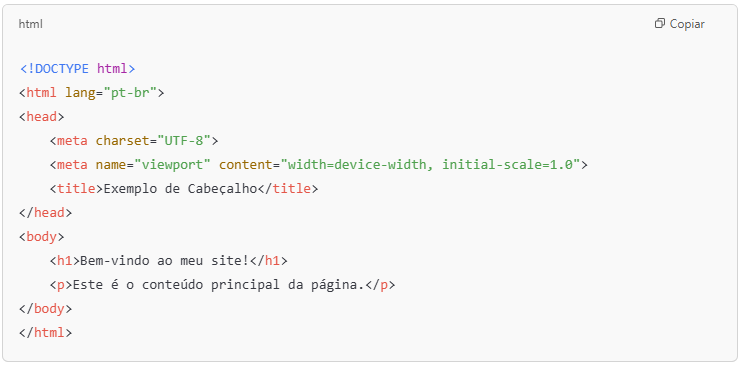 html
Copiar
<!DOCTYPE html>
<html lang="pt-br">
<head>
    <meta charset="UTF-8">
    <meta name="viewport" content="width=device-width, initial-scale=1.0">
    <title>Exemplo de Cabeçalho</title>
</head>
<body>
    <h1>Bem-vindo ao meu site!</h1>
    <p>Este é o conteúdo principal da página.</p>
</body>
</html>